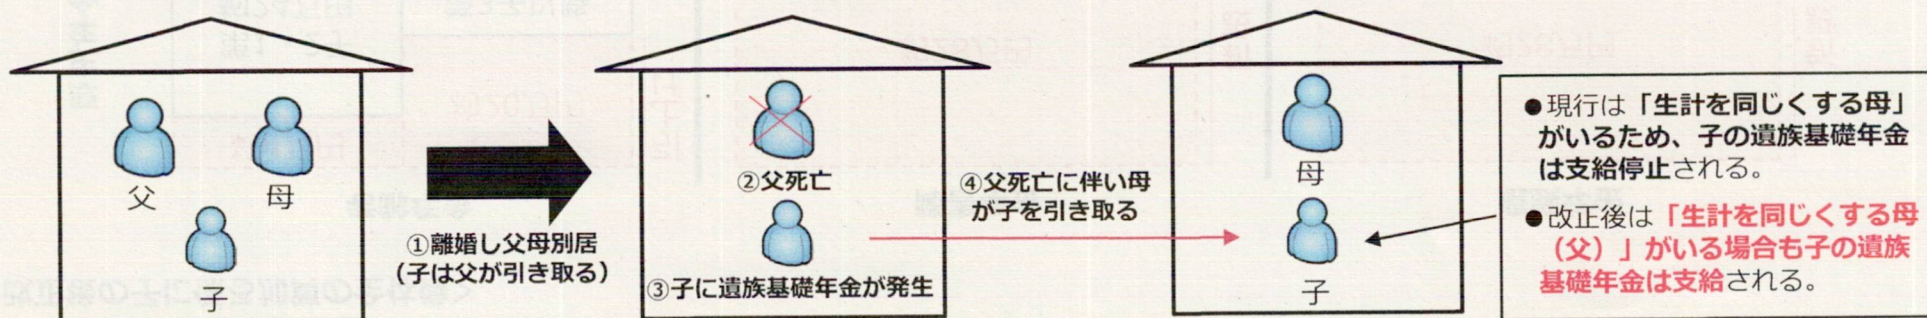 父
母
子
①離婚し父母別居
（子は父が引き取る）
②父死亡
③子に遺族基礎年金が発生
④父死亡に伴い母
が子を引き取る
母
子
●現行は「生計を同じくする母」
がいるため、子の遺族基礎年金
は支給停止される。
●改正後は「生計を同じくする母
（父）」がいる場合も子の遺族
基礎年金は支給される。